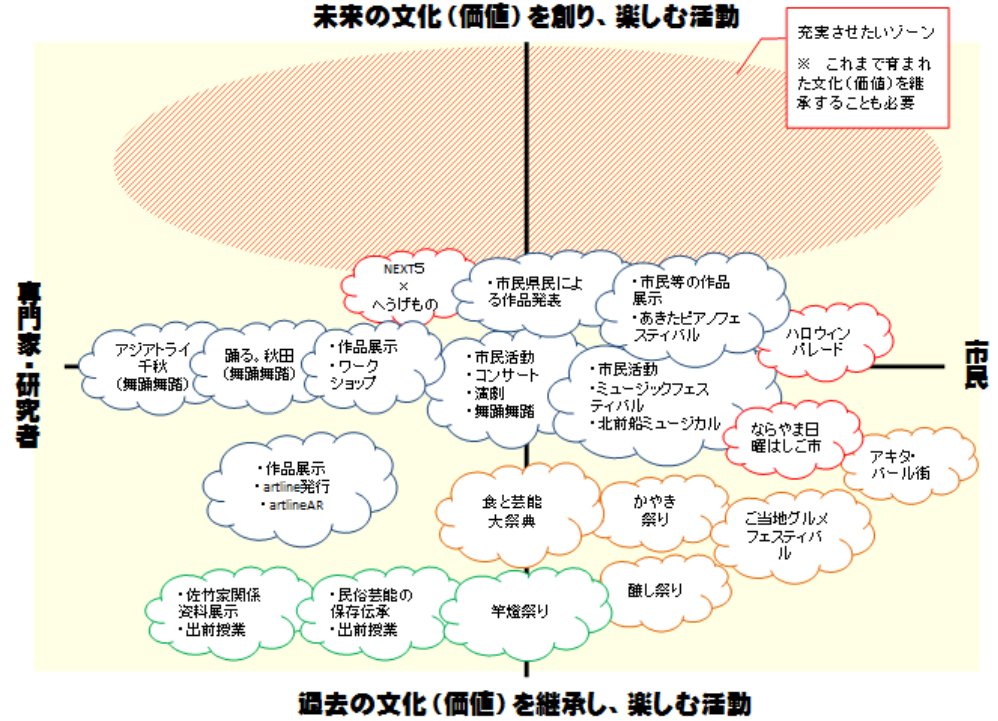 未来の文化（価値）を創り、楽しむ活動
充実させたいゾーン
※　これまで育まれ
た文化（価値）を継
承することも必要
専門家・研究者
市民
NEXT5
×
へうげもの
・市民県民によ
る作品発表
・市民等の作品
展示
・あきたピアノフェ
スティバル
ハロウィン
パレード
アジアトライ
千秋
（舞踊舞踏）
踊る。秋田
（舞踊舞踏）
・作品展示
・ワーク
ショップ
・市民活動
・コンサート
・演劇
・舞踊舞踏
・市民活動
・ミュージックフェス
ティバル
・北前船ミュージカル
ならやま日
曜はしご市
アキタ・
バール街
・作品展示
・artline発行
・artlineAR
食と芸能
大祭典
かやき
祭り
ご当地グルメ
フェスティバ
ル
・佐竹家関係
資料展示
・出前授業
・民俗芸能の
保存伝承
・出前授業
竿燈祭り
醸し祭り
過去の文化（価値）を継承し、楽しむ活動